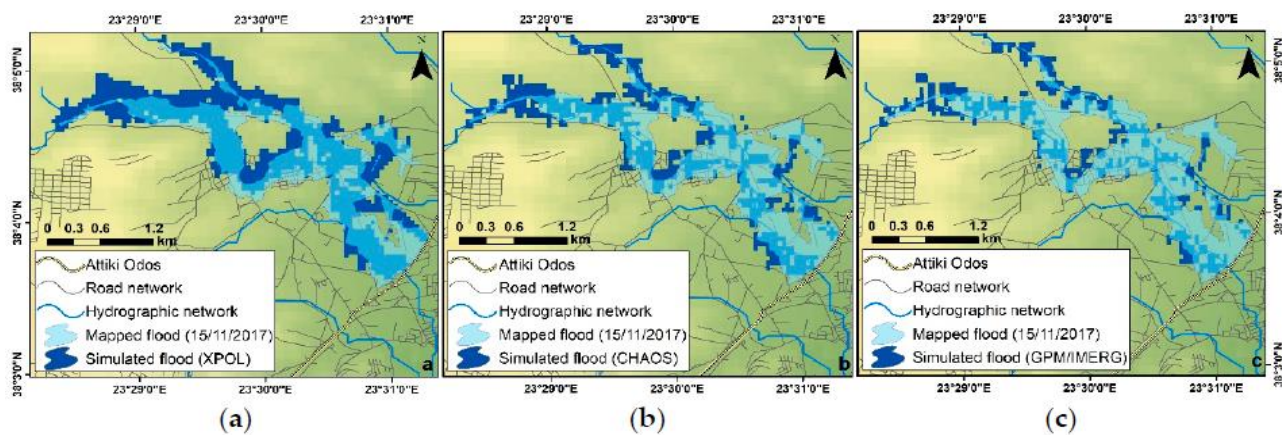 23°29'0"E 23°30'0"E 23°31'0"E
38°5'0"N
38°4'0"N
38°3'0"N
N
0 0.3 0.6 1.2
km
Attiki Odos
Road network
Hydrographic network
Mapped flood (15/11/2017)
Simulated flood (XPOL)
a
23°29'0"E 23°30'0"E 23°31'0"E
(a)
23°20'0"E 23°30'0"E 23°31'0"E
N
0 0.3 0.6 1.2
km
Attiki Odos
Road network
Hydrographic network
Mapped flood (15/11/2017)
Simulated flood (CHAOS)
b
23°29'0"E 23°30'0"E 23°31'0"E
(b)
23°29'0"E 23°30'0"E 23°31'0"E
38°5'0"N
38°4'0"N
38°3'0"N
N
0 0.3 0.6 1.2
km
Attiki Odos
Road network
Hydrographic network
Mapped flood (15/11/2017)
Simulated flood (GPM/IMERG)
c
23°29'0"E 23°30'0"E 23°31'0"E
(c)